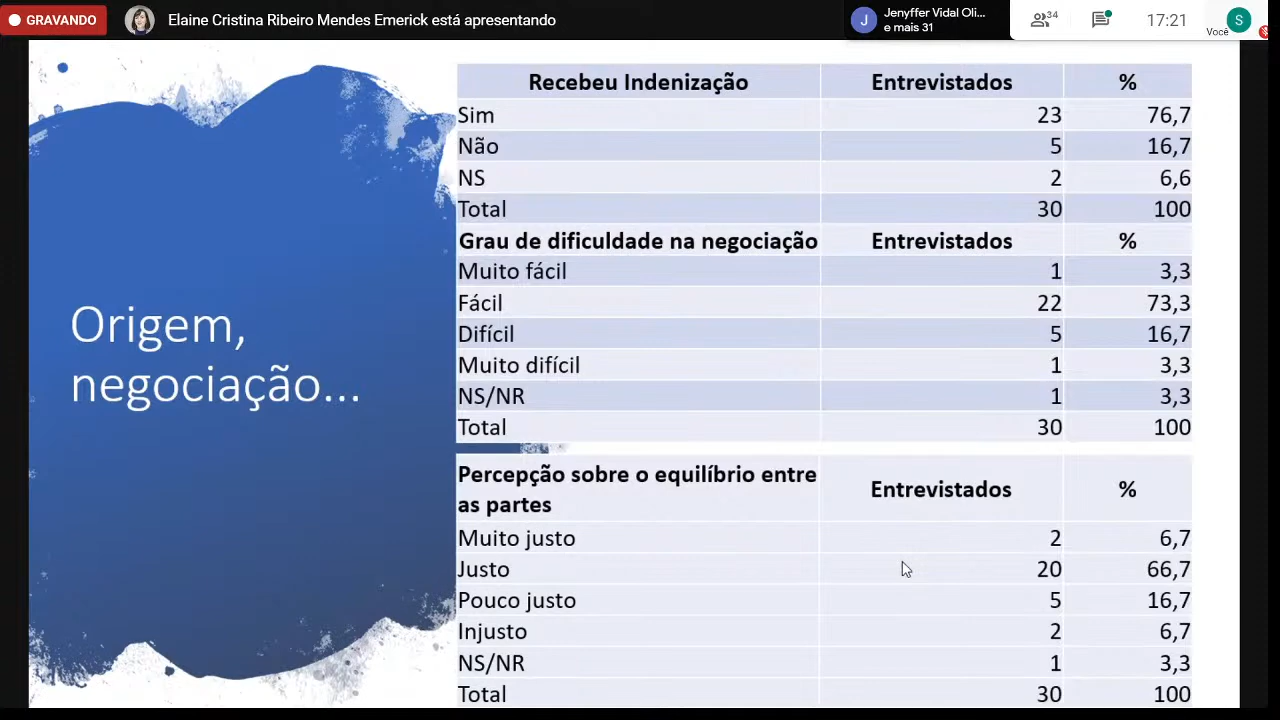 GRAVANDO
Elaine Cristina Ribeiro Mendes Emerick está apresentando
J
Jenyffer Vidal Oli...
e mais 31
34
17:21
S
Você
Origem,
negociação...
Recebeu Indenização Entrevistados %
Sim 23 76,7
Não 5 16,7
NS 2 6,6
Total 30 100
Grau de dificuldade na negociação Entrevistados %
Muito fácil 1 3,3
Fácil 22 73,3
Difícil 5 16,7
Muito difícil 1 3,3
NS/NR 1 3,3
Total 30 100
Percepção sobre o equilíbrio entre
as partes Entrevistados %
Muito justo 2 6,7
Justo 20 66,7
Pouco justo 5 16,7
Injusto 2 6,7
NS/NR 1 3,3
Total 30 100